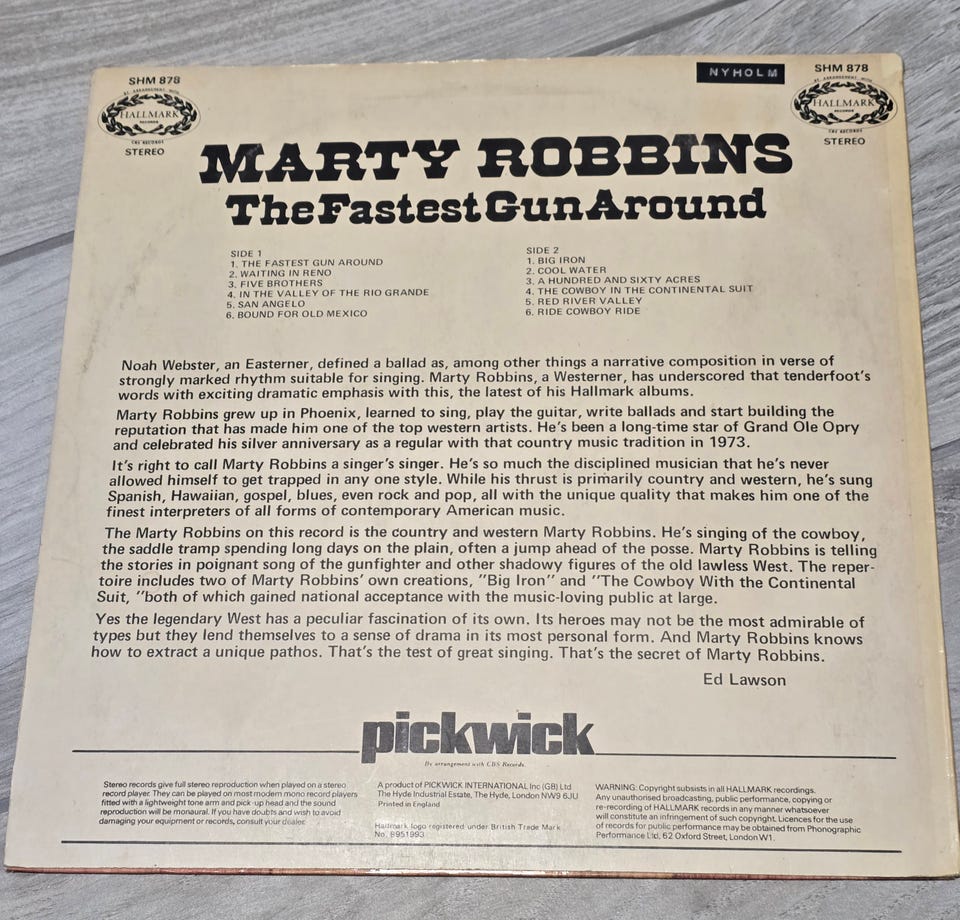 SHM 878
BY ARRANGEMENT WITH
HALLMARK
RECORDS
CBS RECORDS
STEREO
NYHOLM
SHM 878
BY ARRANGEMENT WITH
HALLMARK
RECORDS
CBS RECORDS
STEREO
MARTY ROBBINS
The Fastest Gun Around
SIDE 1
1. THE FASTEST GUN AROUND
2. WAITING IN RENO
3. FIVE BROTHERS
4. IN THE VALLEY OF THE RIO GRANDE
5. SAN ANGELO
6. BOUND FOR OLD MEXICO
SIDE 2
1. BIG IRON
2. COOL WATER
3. A HUNDRED AND SIXTY ACRES
4. THE COWBOY IN THE CONTINENTAL SUIT
5. RED RIVER VALLEY
6. RIDE COWBOY RIDE
Noah Webster, an Easterner, defined a ballad as, among other things a narrative composition in verse of
strongly marked rhythm suitable for singing. Marty Robbins, a Westerner, has underscored that tenderfoot's
words with exciting dramatic emphasis with this, the latest of his Hallmark albums.
Marty Robbins grew up in Phoenix, learned to sing, play the guitar, write ballads and start building the
reputation that has made him one of the top western artists. He's been a long-time star of Grand Ole Opry
and celebrated his silver anniversary as a regular with that country music tradition in 1973.
It's right to call Marty Robbins a singer's singer. He's so much the disciplined musician that he's never
allowed himself to get trapped in any one style. While his thrust is primarily country and western, he's sung
Spanish, Hawaiian, gospel, blues, even rock and pop, all with the unique quality that makes him one of the
finest interpreters of all forms of contemporary American music.
The Marty Robbins on this record is the country and western Marty Robbins. He's singing of the cowboy,
the saddle tramp spending long days on the plain, often a jump ahead of the posse. Marty Robbins is telling
the stories in poignant song of the gunfighter and other shadowy figures of the old lawless West. The reper-
toire includes two of Marty Robbins' own creations, "Big Iron" and "The Cowboy With the Continental
Suit, "both of which gained national acceptance with the music-loving public at large.
Yes the legendary West has a peculiar fascination of its own. Its heroes may not be the most admirable of
types but they lend themselves to a sense of drama in its most personal form. And Marty Robbins knows
how to extract a unique pathos. That's the test of great singing. That's the secret of Marty Robbins.
Ed Lawson
pickwick
By arrangement with CBS Records.
Stereo records give full stereo reproduction when played on a stereo
record player. They can be played on most modern mono record players
fitted with a lightweight tone arm and pick-up head and the sound
reproduction will be monaural. If you have doubts and wish to avoid
damaging your equipment or records, consult your dealer.
A product of PICKWICK INTERNATIONAL Inc (GB) Ltd
The Hyde Industrial Estate, The Hyde, London NW9 6JU
Printed in England
Hallmark logo registered under British Trade Mark
No. B951993
WARNING: Copyright subsists in all HALLMARK recordings.
Any unauthorised broadcasting, public performance, copying or
re-recording of HALLMARK records in any manner whatsoever
will constitute an infringement of such copyright. Licences for the use
of records for public performance may be obtained from Phonographic
Performance Ltd, 62 Oxford Street, London W1.